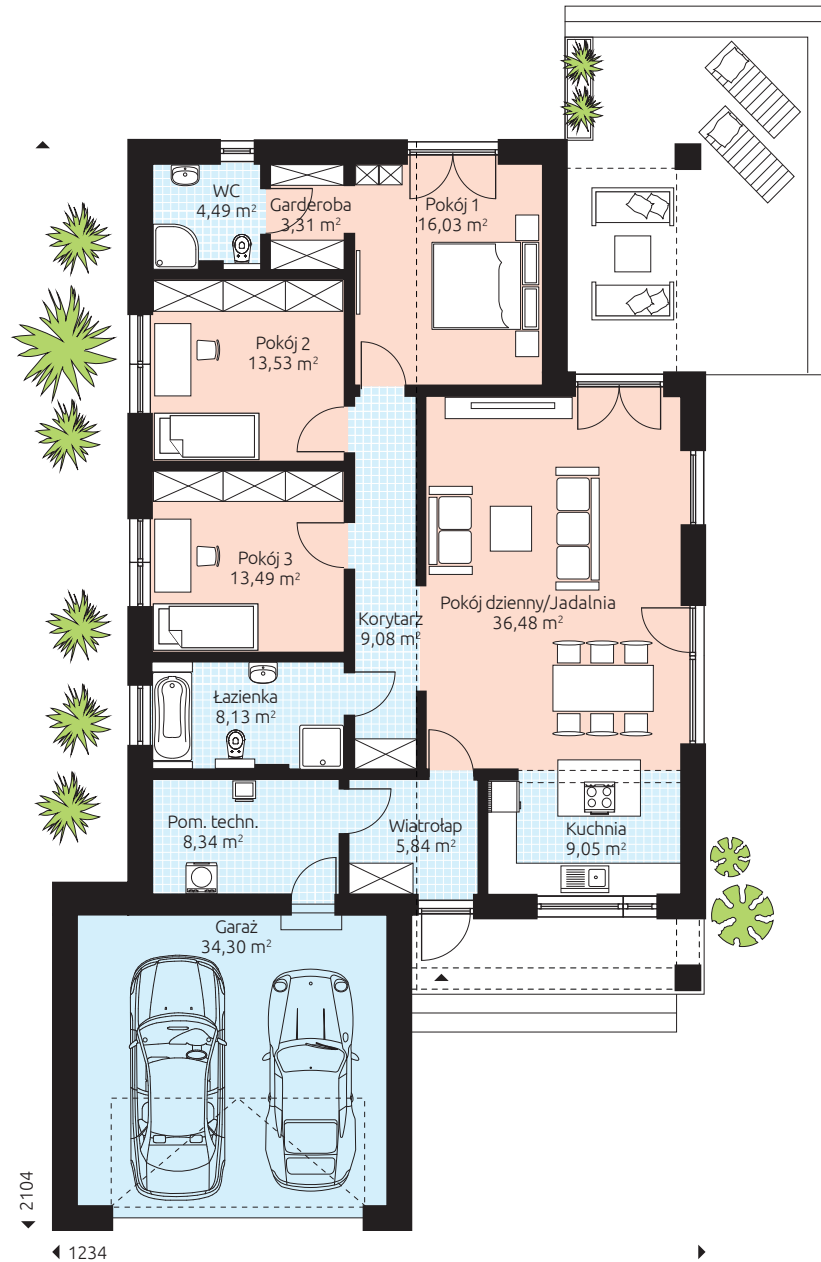 WC
4,49 m²
Garderoba
3,31 m²
Pokój 1
16,03 m²
Pokój 2
13,53 m²
Pokój 3
13,49 m²
Korytarz
9,08 m²
Pokój dzienny/Jadalnia
36,48 m²
Łazienka
8,13 m²
Pom. techn.
8,34 m²
Wiatrołap
5,84 m²
Kuchnia
9,05 m²
Garaż
34,30 m²
2104
1234